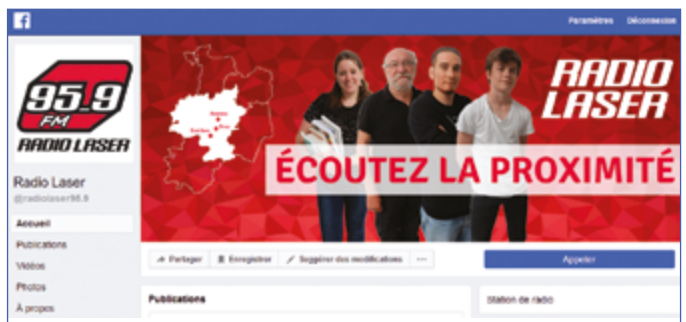 Paramètres Déconnexion
95.9
FM
RADIO LASER
RADIO
LASER
ÉCOUTEZ LA PROXIMITÉ
Radio Laser
@radiolaser95.9
Accueil
Publications
Vidéos
Photos
À propos
Partager Enregistrer Suggérer des modifications ...
Appeler
Publications
Station de radio